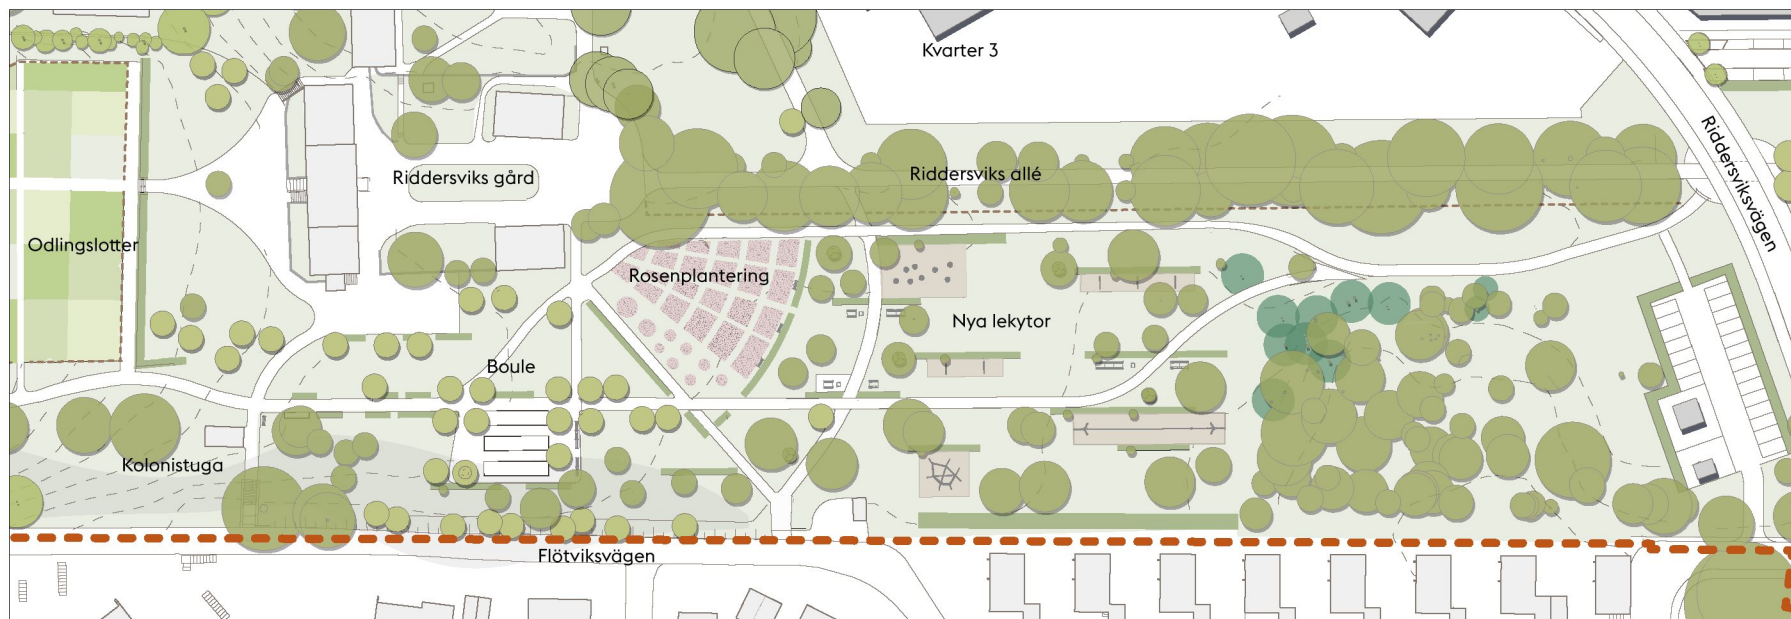 Kvarter 3
Riddersviksvägen
Riddersviks allé
Riddersviks gård
Odlingslotter
Rosenplantering
Nya lekytor
Boule
Kolonistuga
Flötviksvägen